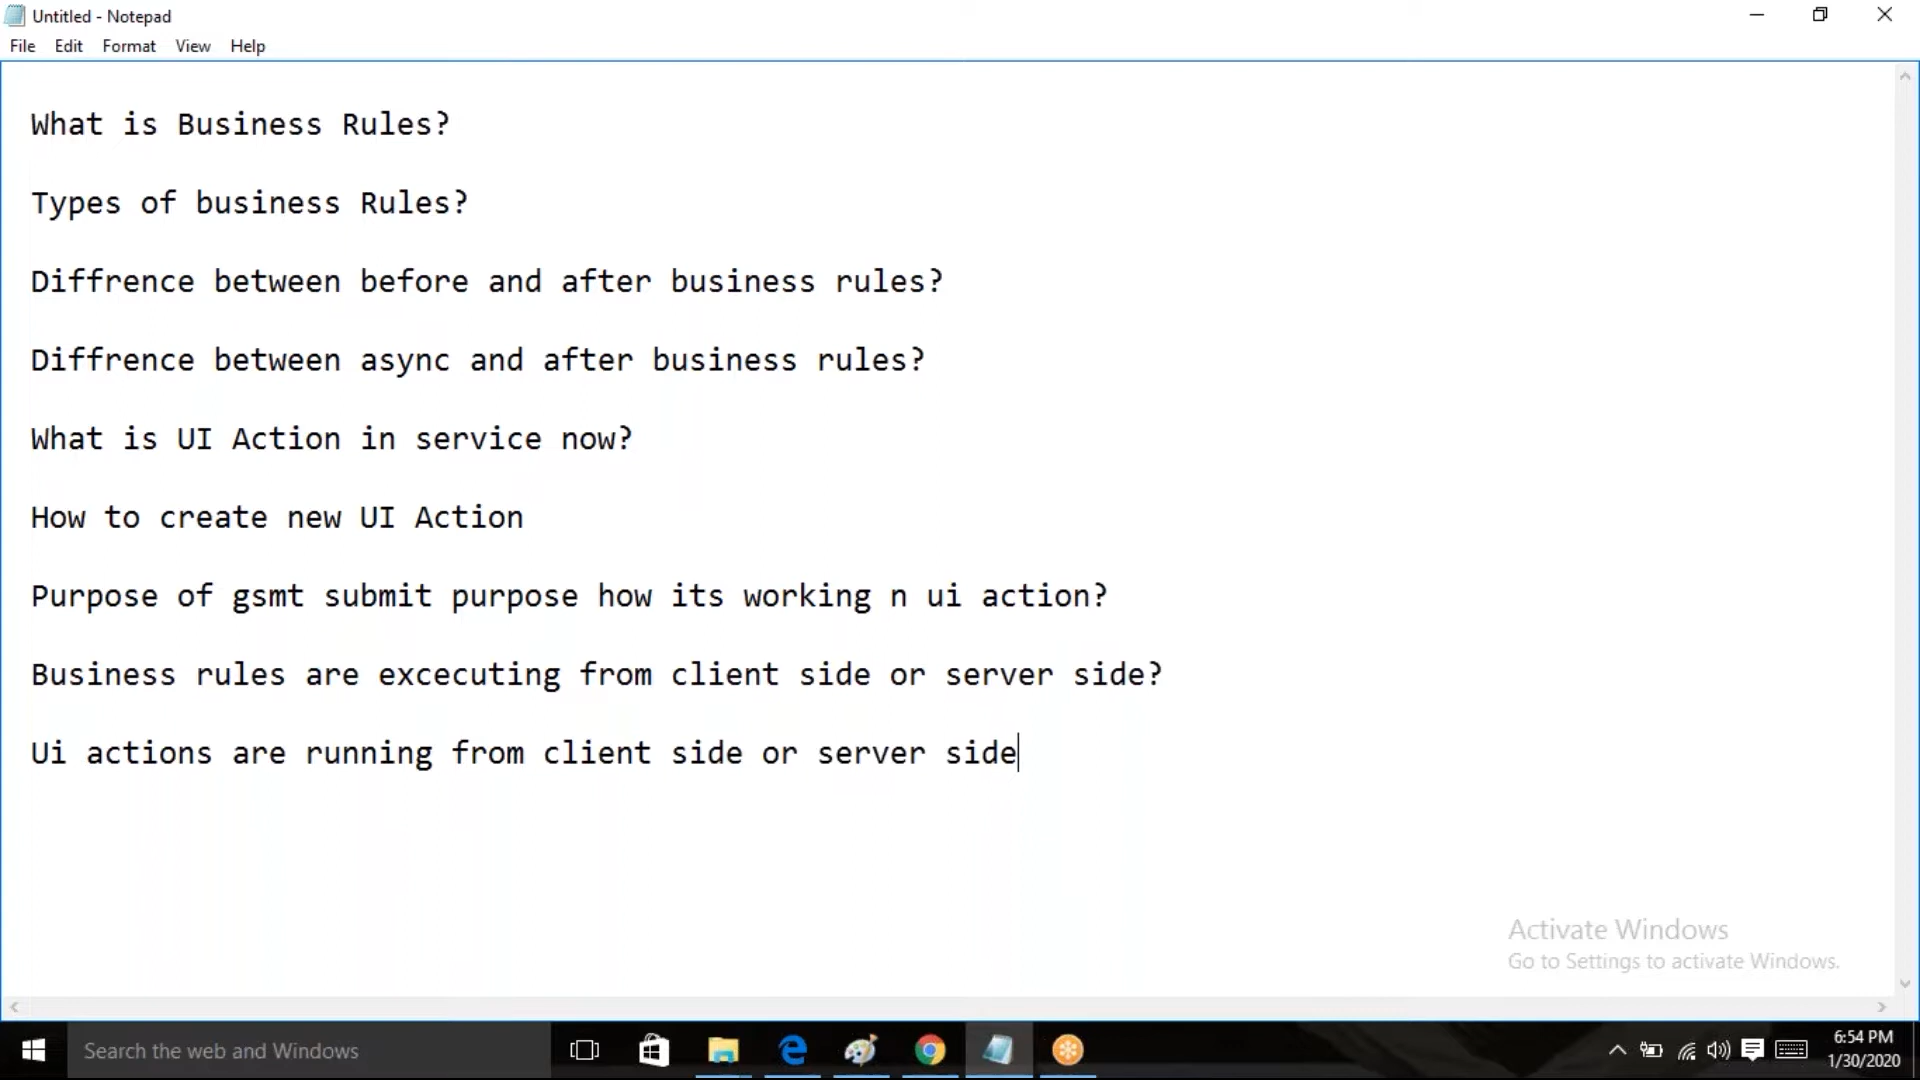 Untitled - Notepad
File Edit Format View Help
What is Business Rules?
Types of business Rules?
Diffrence between before and after business rules?
Diffrence between async and after business rules?
What is UI Action in service now?
How to create new UI Action
Purpose of gsmt submit purpose how its working n ui action?
Business rules are excecuting from client side or server side?
Ui actions are running from client side or server side
Activate Windows
Go to Settings to activate Windows.
Search the web and Windows
6:54 PM
1/30/2020